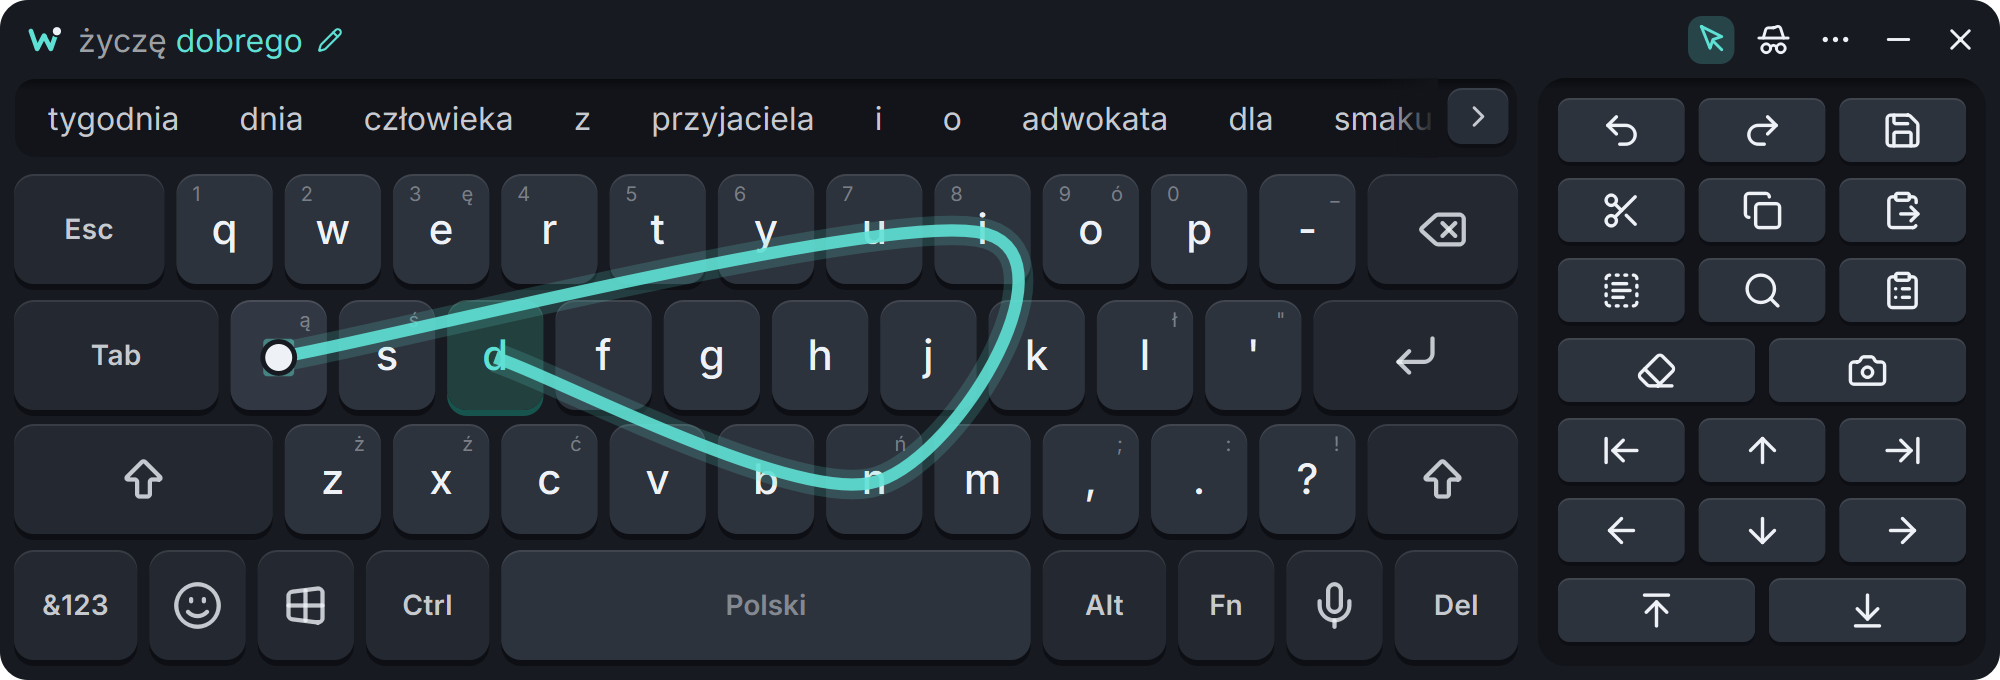 życzę dobrego
tygodnia dnia człowieka z przyjaciela i o adwokata dla smaku
Esc 1 q 2 w 3 ę e 4 r 5 t 6 y 7 u 8 i 9 ó o 0 p _ -
Tab ą ś s d f g h j k ł l " '
ż z ź x ć c v b ń n m ; , : . ! ?
&123 Ctrl Polski Alt Fn Del